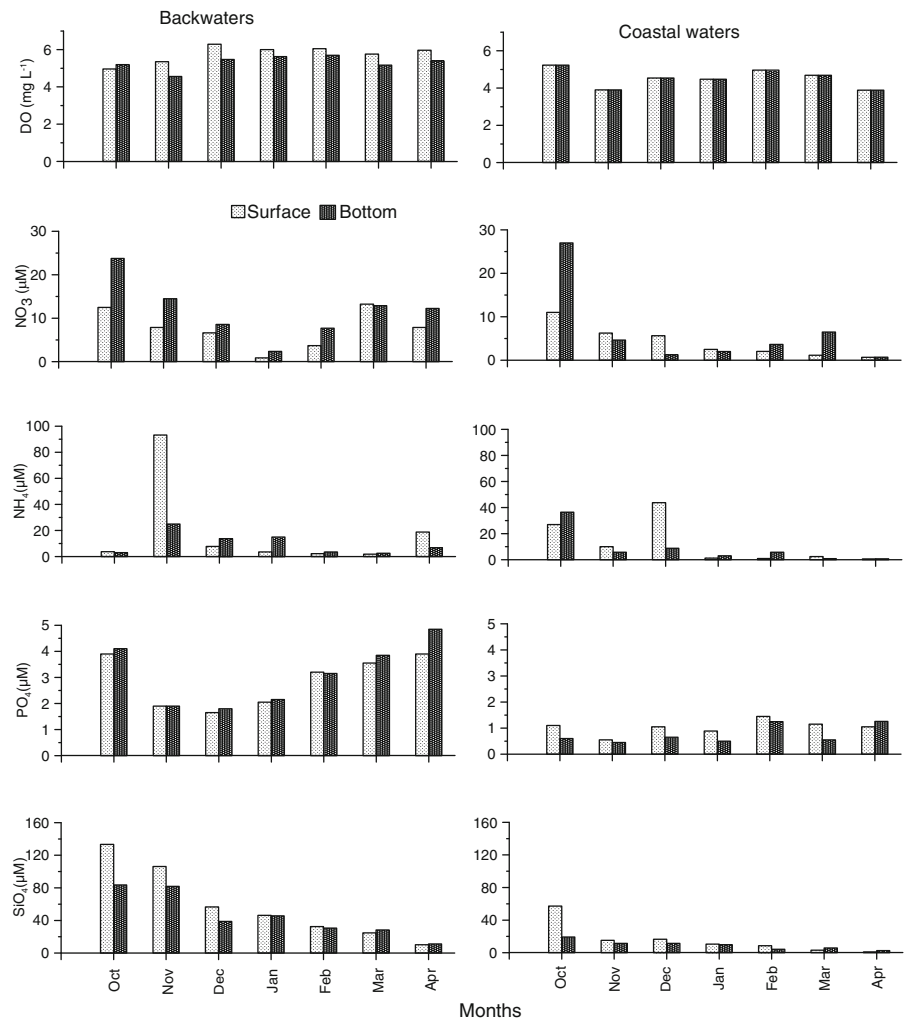 Backwaters
Coastal waters
DO (mg L-1)
6
4
2
0
6
4
2
0
Surface
Bottom
NO3 (µM)
30
20
10
0
30
20
10
0
NH4(µM)
100
80
60
40
20
0
100
80
60
40
20
0
PO4(µM)
5
4
3
2
1
0
5
4
3
2
1
0
SiO4(µM)
160
120
80
40
0
160
120
80
40
0
Oct
Nov
Dec
Jan
Feb
Mar
Apr
Oct
Nov
Dec
Jan
Feb
Mar
Apr
Months